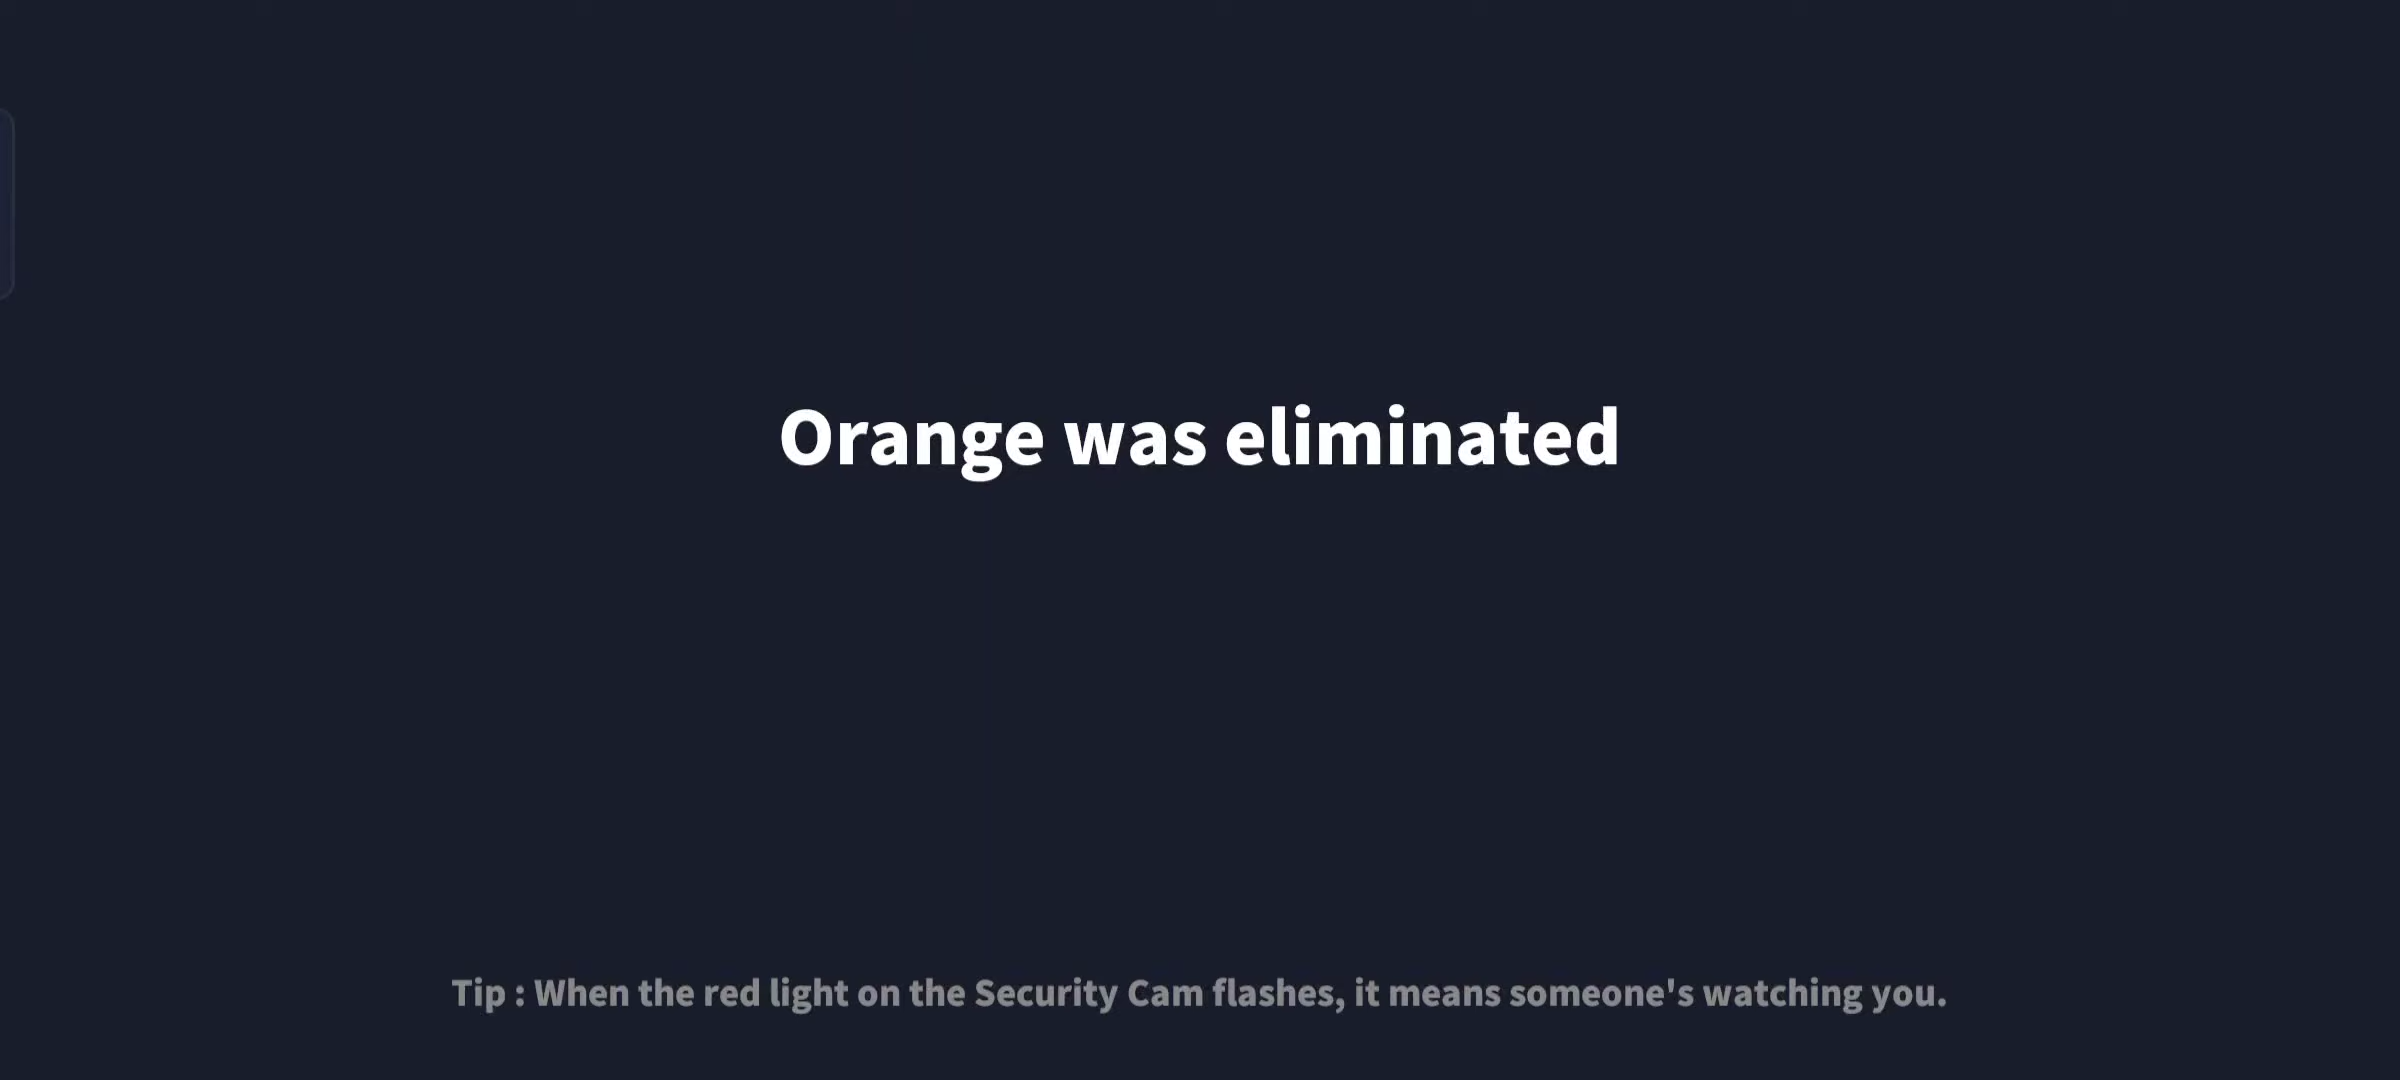 Orange was eliminated
Tip : When the red light on the Security Cam flashes, it means someone's watching you.